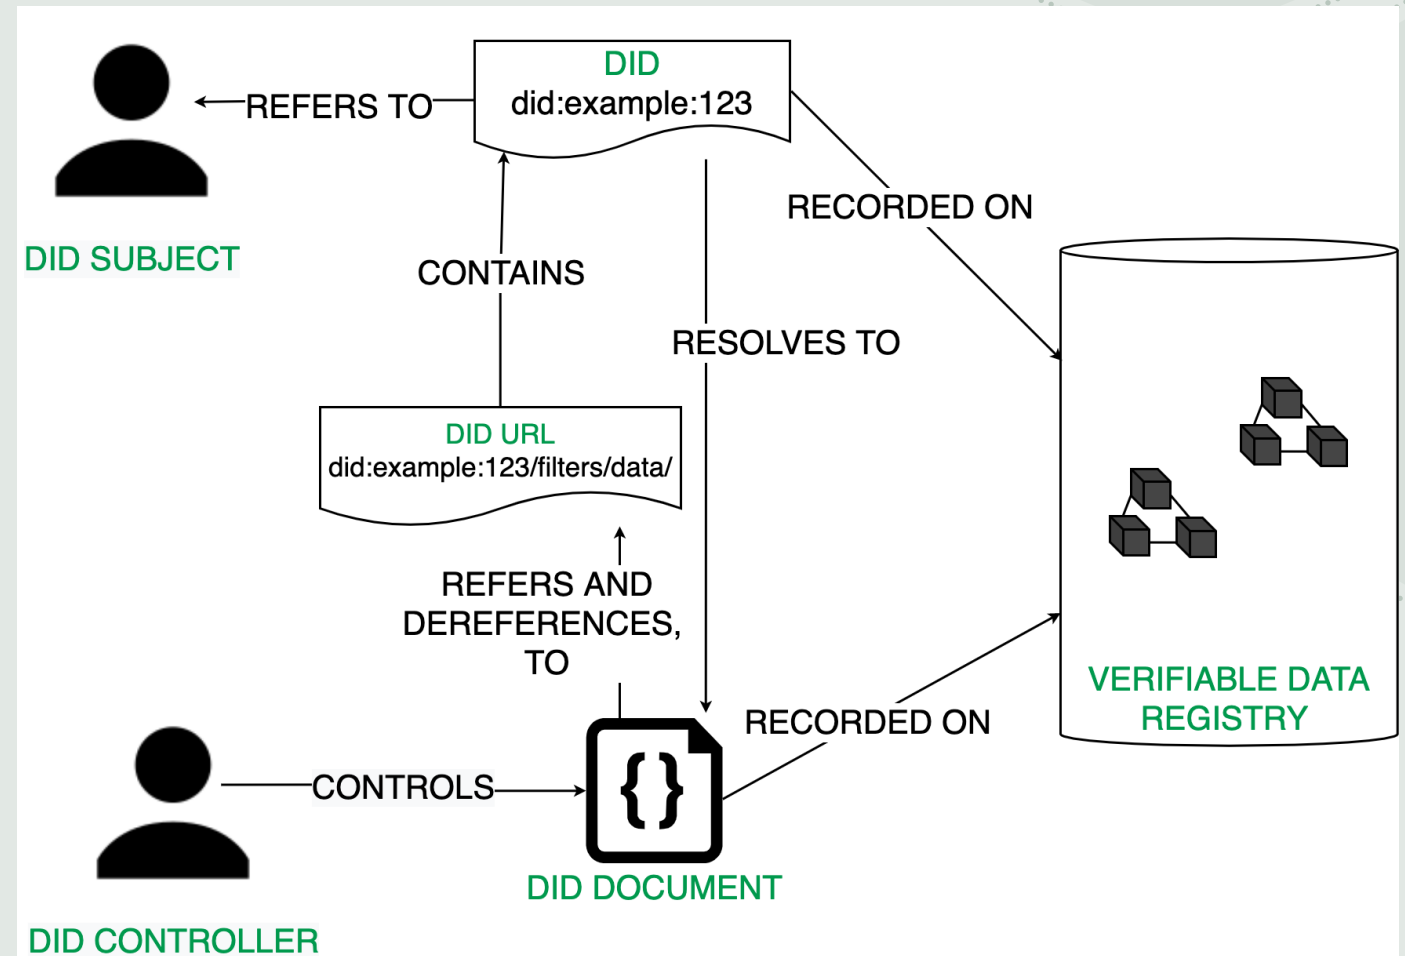 DID
did:example:123
REFERS TO
RECORDED ON
DID SUBJECT
CONTAINS
RESOLVES TO
DID URL
did:example:123/filters/data/
REFERS AND
DEREFERENCES,
TO
VERIFIABLE DATA
REGISTRY
RECORDED ON
CONTROLS
{}
DID DOCUMENT
DID CONTROLLER